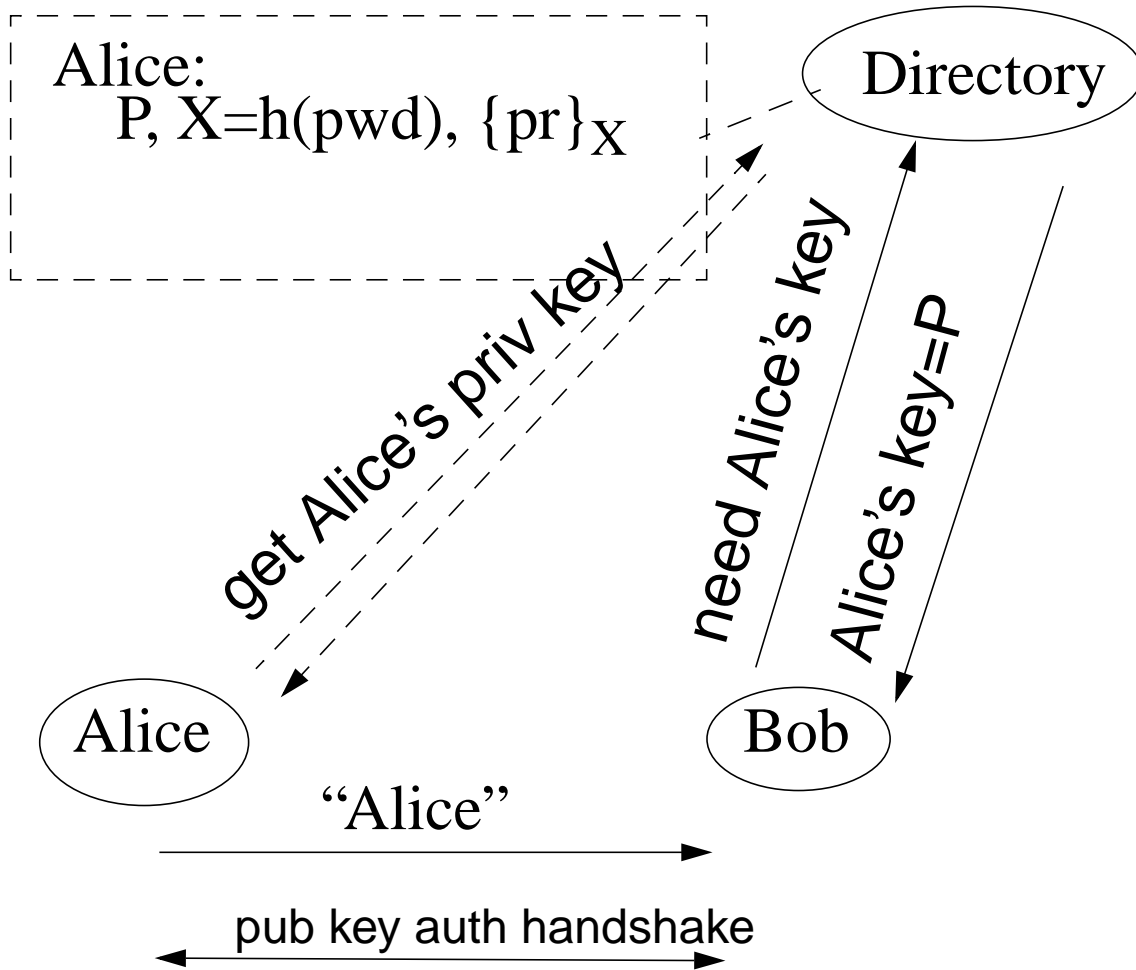 Alice:
P, X=h(pwd), {pr}X
Directory
get Alice’s priv key
need Alice’s key
Alice’s key=P
Alice
Bob
“Alice”
pub key auth handshake